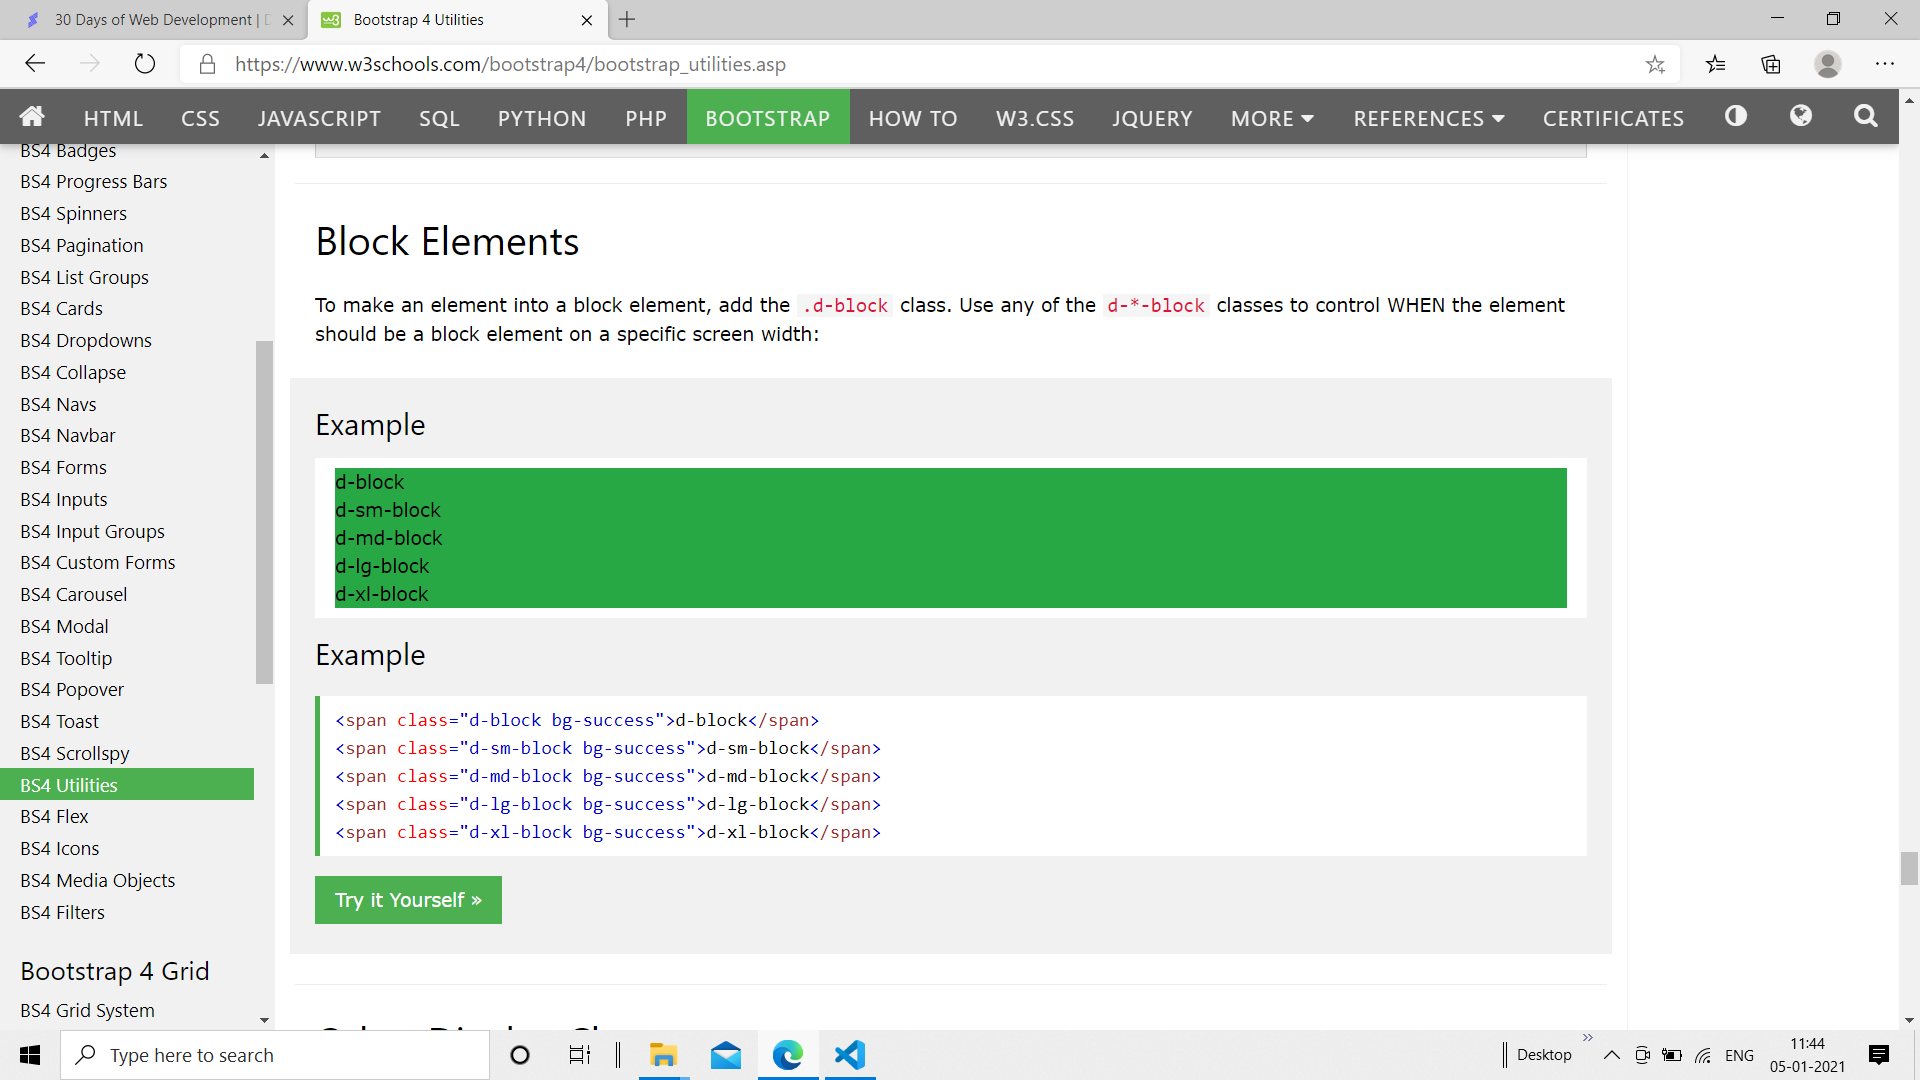 30 Days of Web Development |
Bootstrap 4 Utilities
https://www.w3schools.com/bootstrap4/bootstrap_utilities.asp
HTML CSS JAVASCRIPT SQL PYTHON PHP BOOTSTRAP HOW TO W3.CSS JQUERY MORE REFERENCES CERTIFICATES
BS4 Badges
BS4 Progress Bars
BS4 Spinners
BS4 Pagination
BS4 List Groups
BS4 Cards
BS4 Dropdowns
BS4 Collapse
BS4 Navs
BS4 Navbar
BS4 Forms
BS4 Inputs
BS4 Input Groups
BS4 Custom Forms
BS4 Carousel
BS4 Modal
BS4 Tooltip
BS4 Popover
BS4 Toast
BS4 Scrollspy
BS4 Utilities
BS4 Flex
BS4 Icons
BS4 Media Objects
BS4 Filters
Bootstrap 4 Grid
BS4 Grid System
Block Elements
To make an element into a block element, add the .d-block class. Use any of the d-*-block classes to control WHEN the element
should be a block element on a specific screen width:
Example
d-block
d-sm-block
d-md-block
d-lg-block
d-xl-block
Example
<span class="d-block bg-success">d-block</span>
<span class="d-sm-block bg-success">d-sm-block</span>
<span class="d-md-block bg-success">d-md-block</span>
<span class="d-lg-block bg-success">d-lg-block</span>
<span class="d-xl-block bg-success">d-xl-block</span>
Try it Yourself »
Type here to search
Desktop
ENG
11:44
05-01-2021